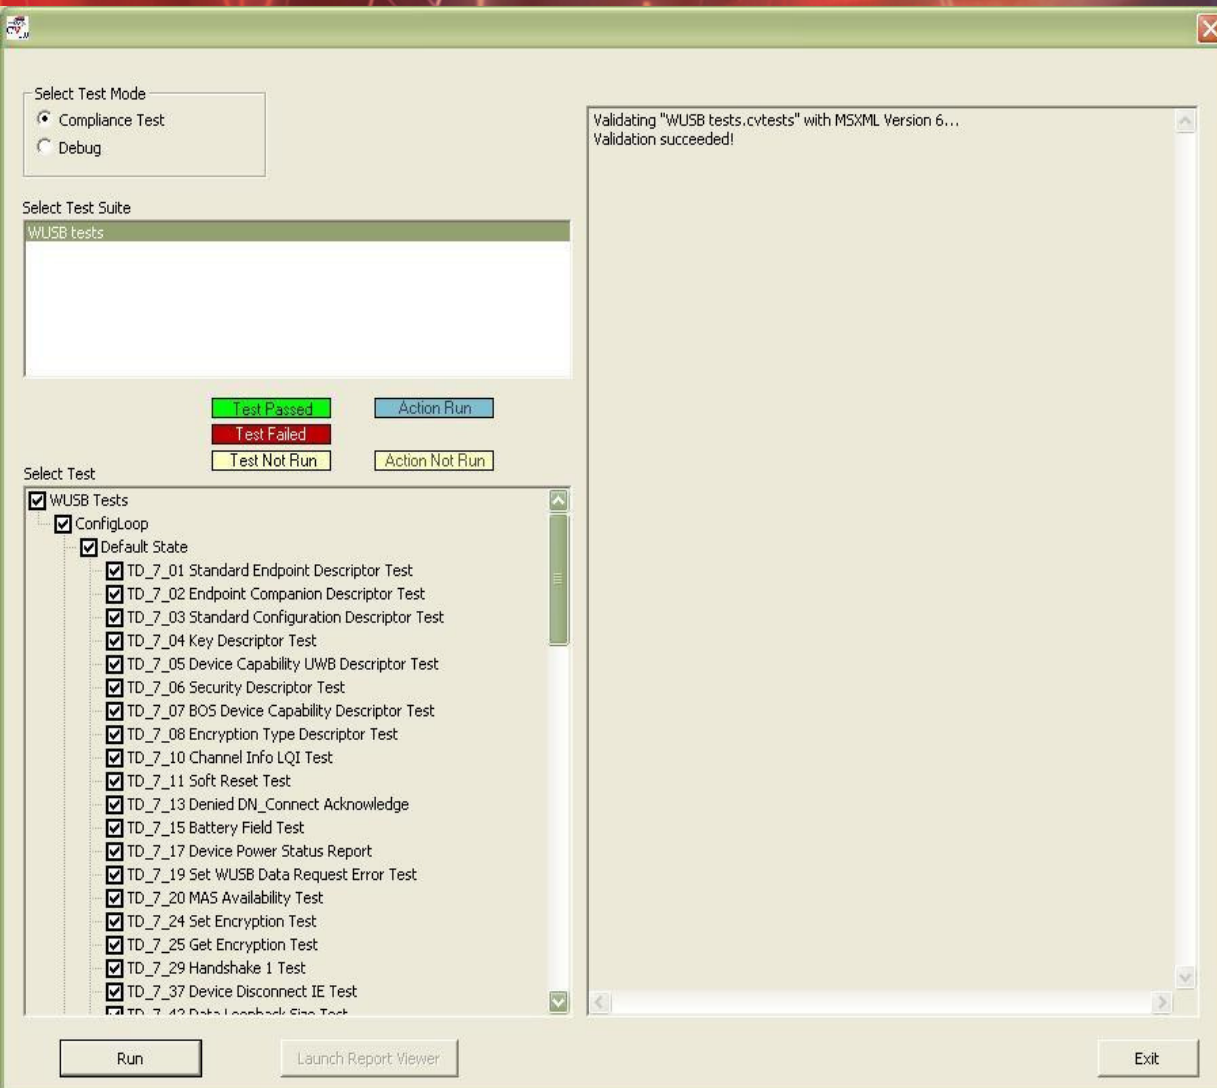 Select Test Mode
Compliance Test
Debug
Select Test Suite
WUSB tests
Test Passed
Action Run
Test Failed
Test Not Run
Action Not Run
Select Test
WUSB Tests
ConfigLoop
Default State
TD_7_01 Standard Endpoint Descriptor Test
TD_7_02 Endpoint Companion Descriptor Test
TD_7_03 Standard Configuration Descriptor Test
TD_7_04 Key Descriptor Test
TD_7_05 Device Capability UWB Descriptor Test
TD_7_06 Security Descriptor Test
TD_7_07 BOS Device Capability Descriptor Test
TD_7_08 Encryption Type Descriptor Test
TD_7_10 Channel Info LQI Test
TD_7_11 Soft Reset Test
TD_7_13 Denied DN_Connect Acknowledge
TD_7_15 Battery Field Test
TD_7_17 Device Power Status Report
TD_7_19 Set WUSB Data Request Error Test
TD_7_20 MAS Availability Test
TD_7_24 Set Encryption Test
TD_7_25 Get Encryption Test
TD_7_29 Handshake 1 Test
TD_7_37 Device Disconnect IE Test
TD_7_42 Data Loopback Size Test
Validating "WUSB tests.cvtests" with MSXML Version 6...
Validation succeeded!
Run
Launch Report Viewer
Exit